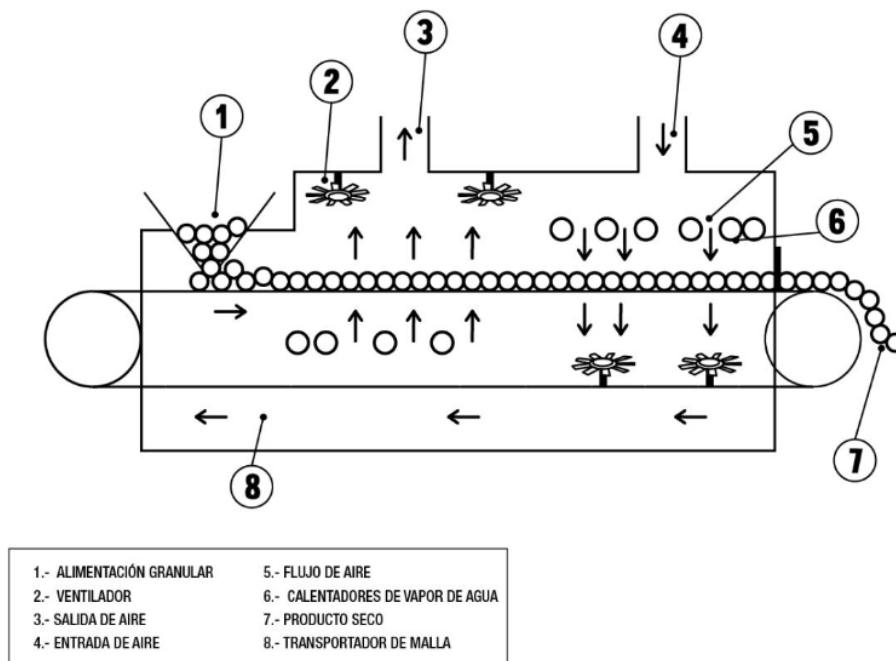 3
4
2
1
5
6
7
8
1.- ALIMENTACIÓN GRANULAR
2.- VENTILADOR
3.- SALIDA DE AIRE
4.- ENTRADA DE AIRE
5.- FLUJO DE AIRE
6.- CALENTADORES DE VAPOR DE AGUA
7.- PRODUCTO SECO
8.- TRANSPORTADOR DE MALLA